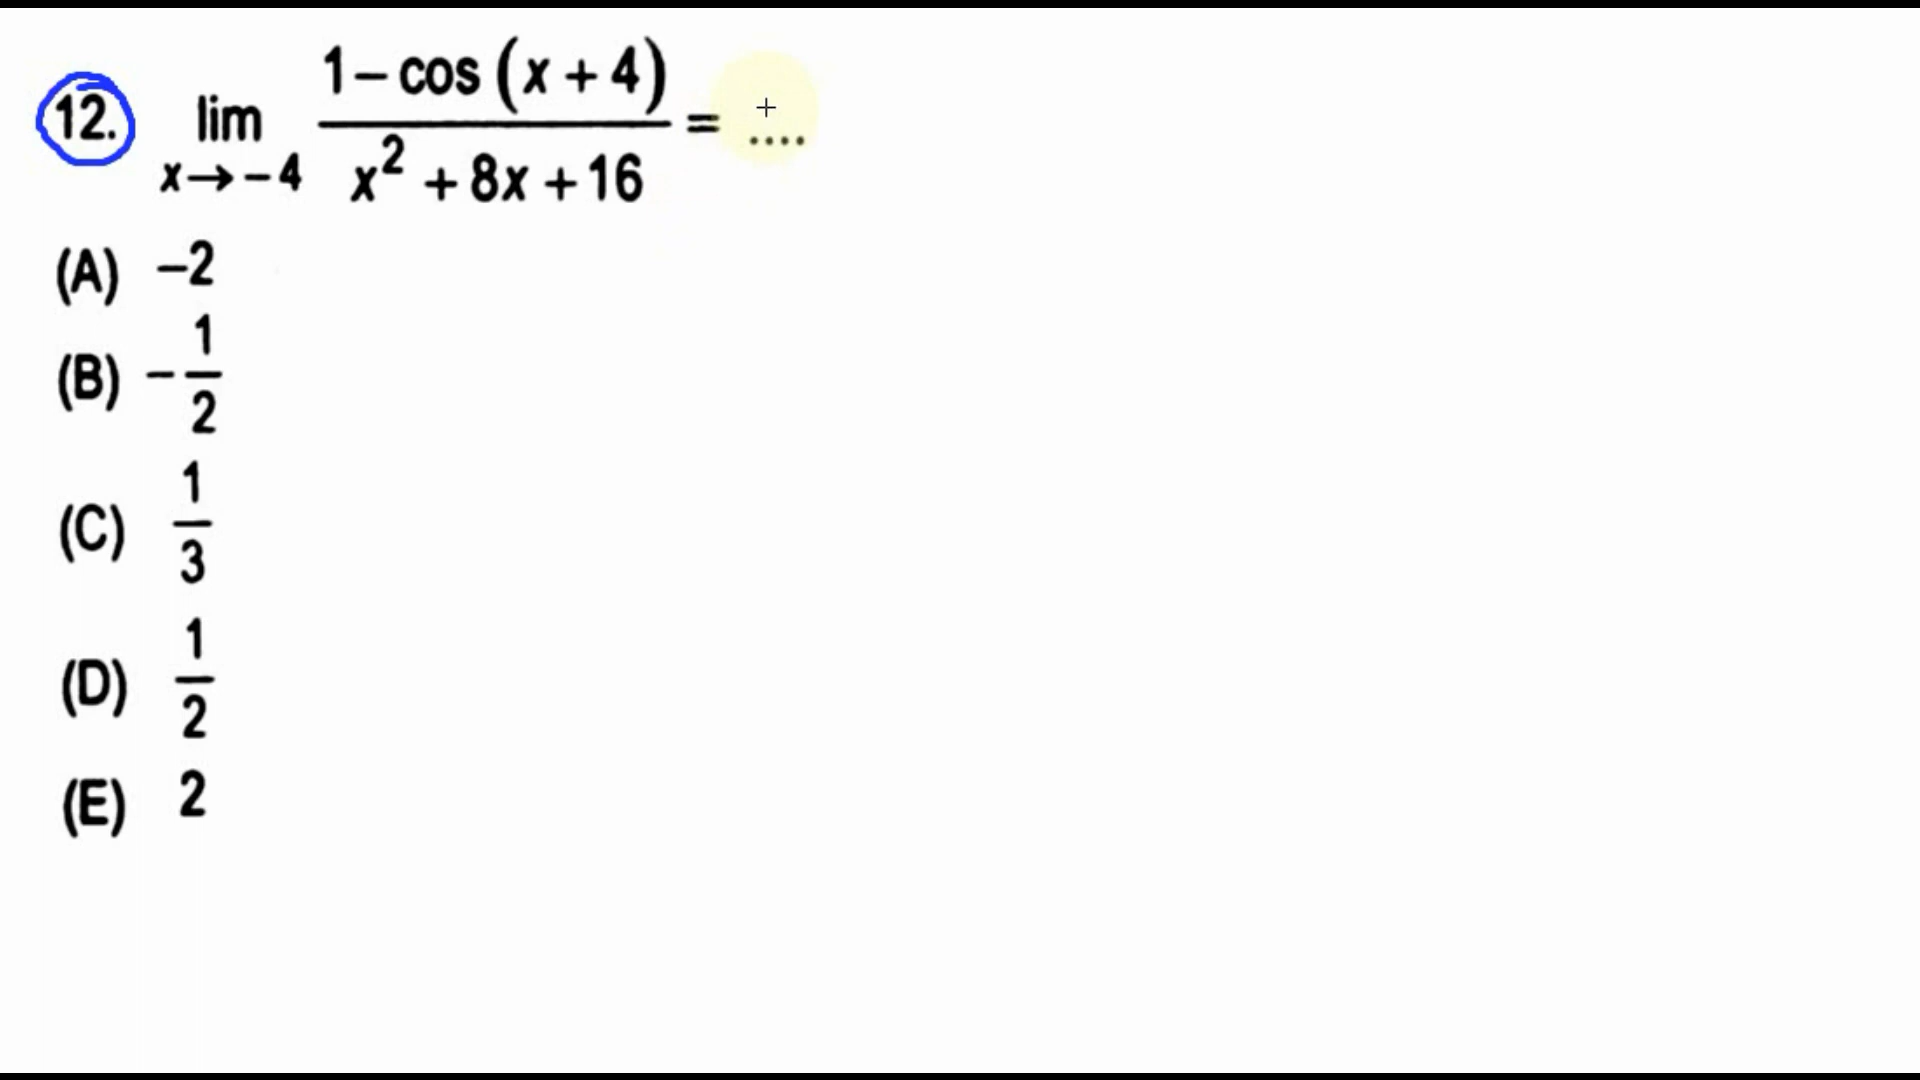 12. lim x→-4 (1 - cos (x + 4)) / (x² + 8x + 16) = ....
(A) -2
(B) -1/2
(C) 1/3
(D) 1/2
(E) 2